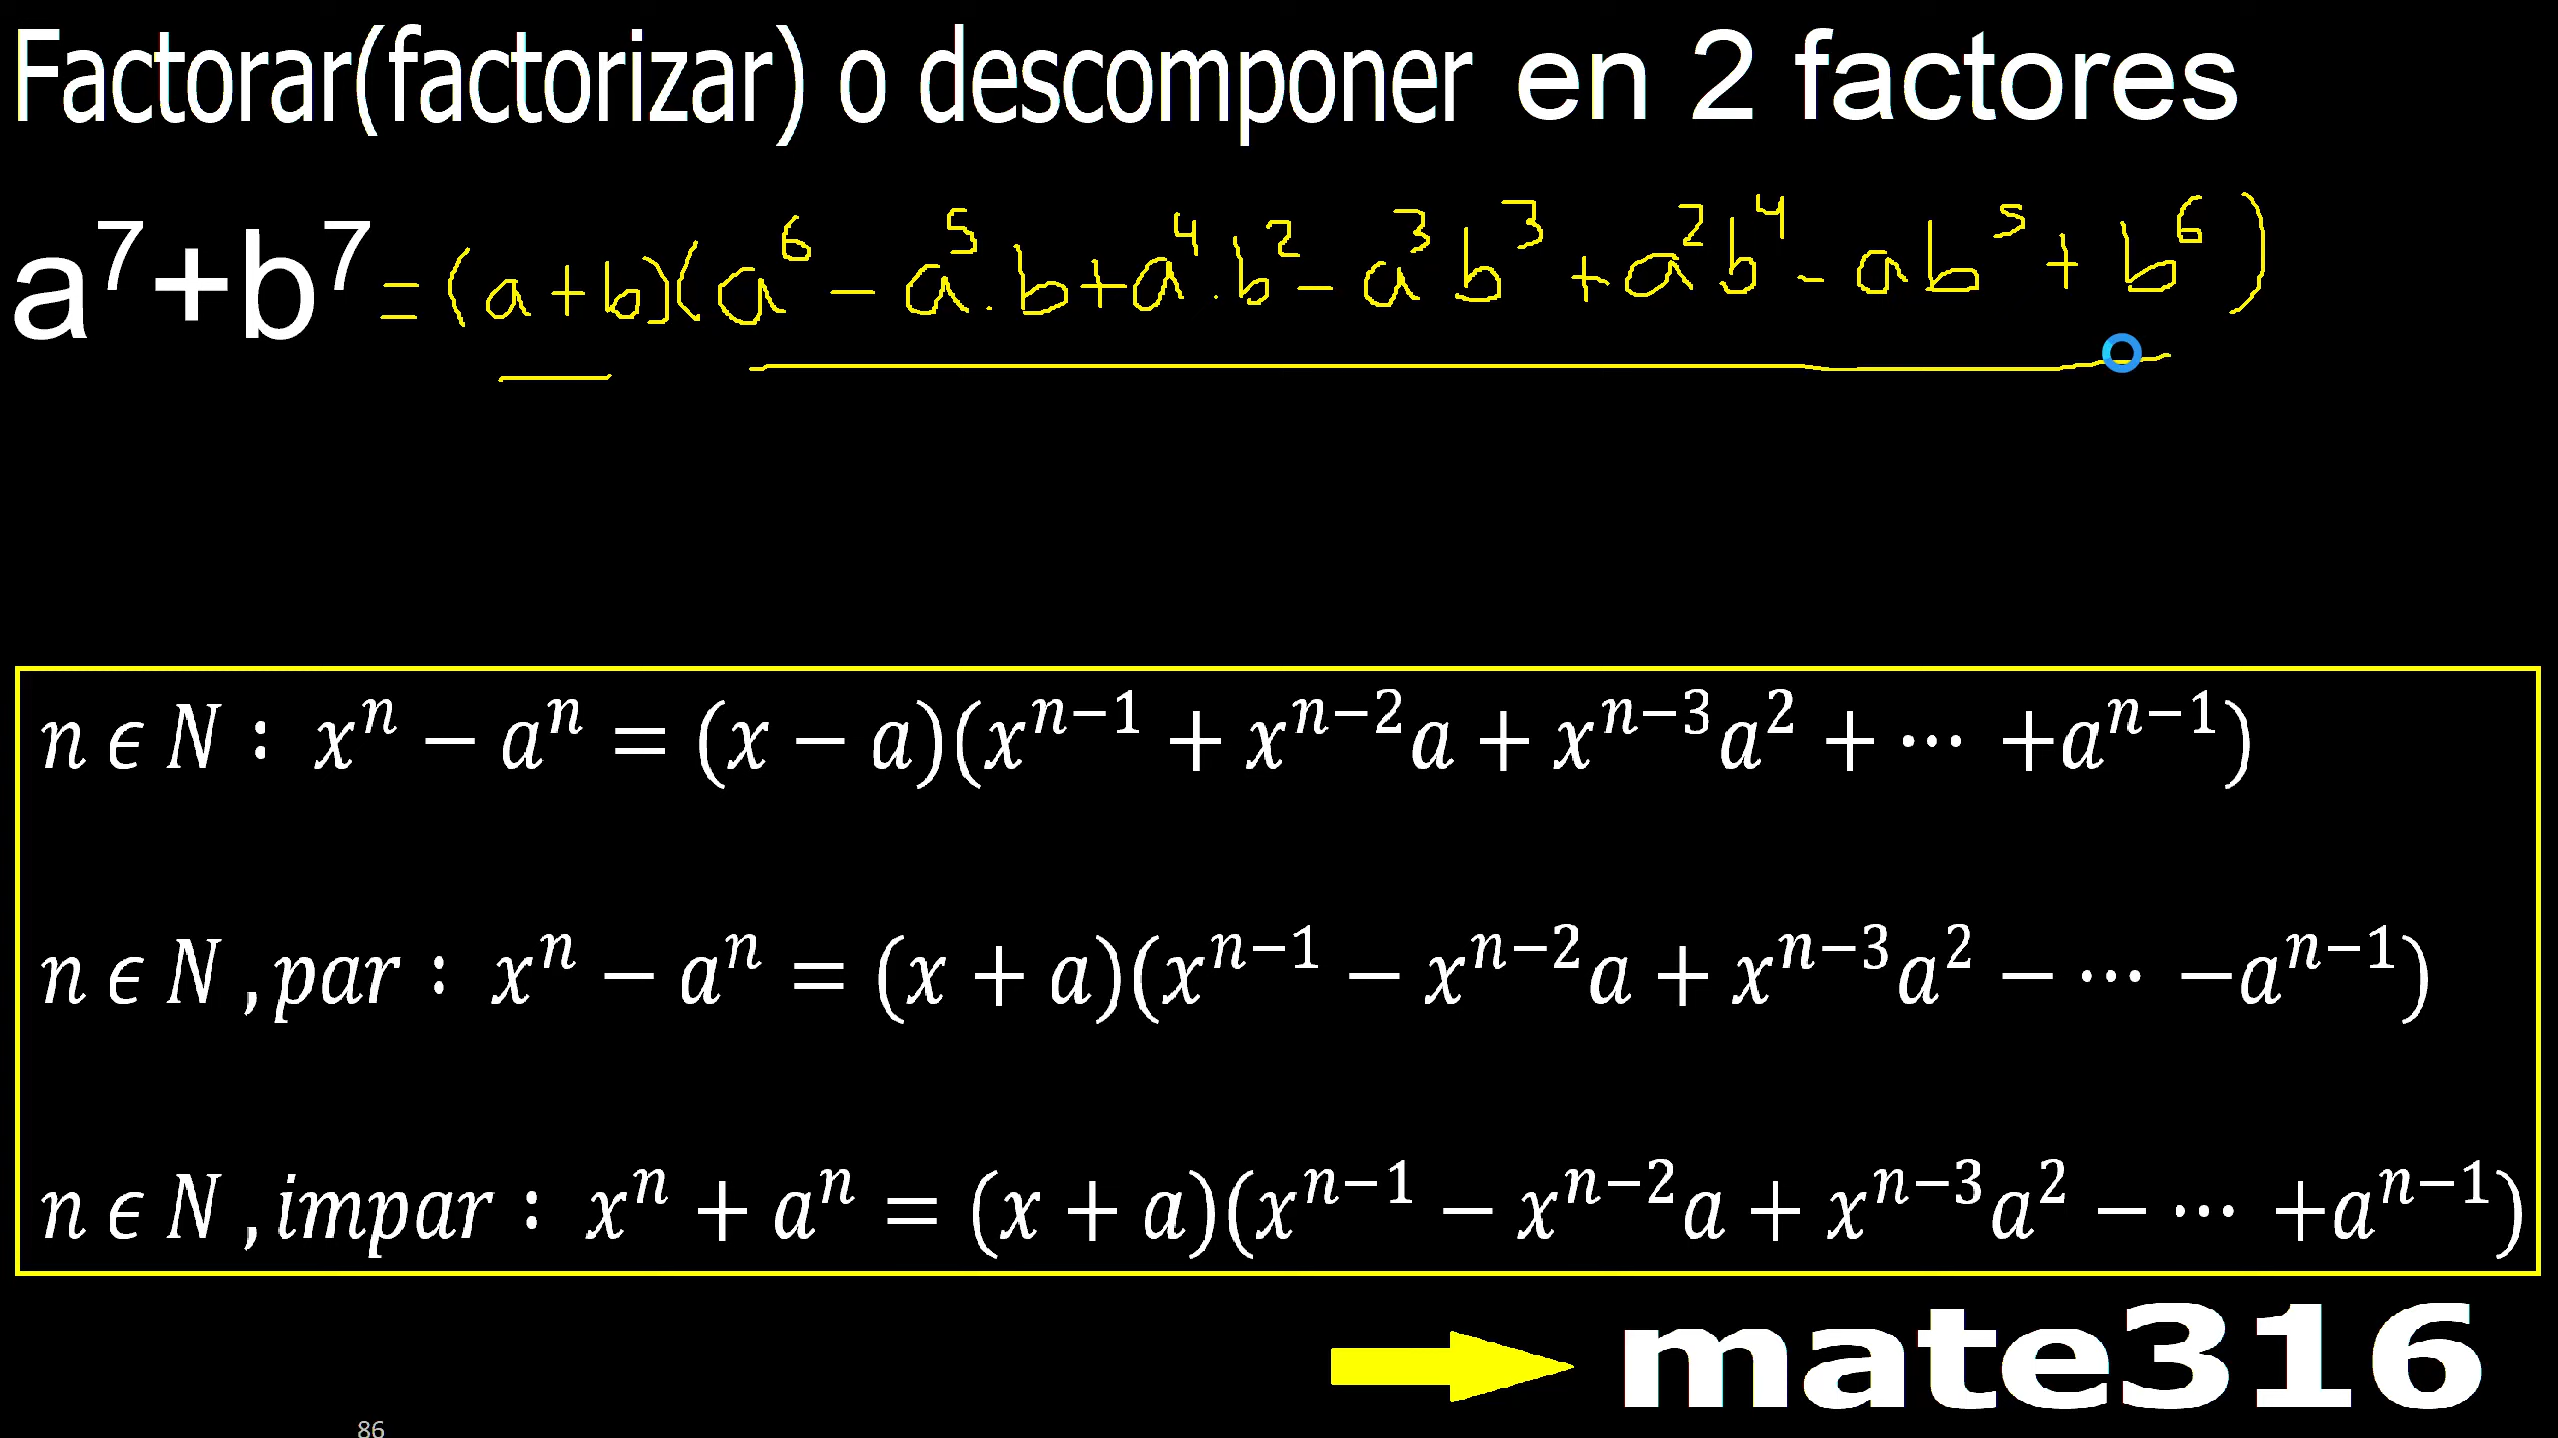 Factorar(factorizar) o descomponer en 2 factores
a⁷+b⁷ = (a+b)(a⁶ - a⁵.b + a⁴.b² - a³b³ + a²b⁴ - ab⁵ + b⁶)
n ϵ N : xⁿ − aⁿ = (x − a)(xⁿ⁻¹ + xⁿ⁻²a + xⁿ⁻³a² + ⋯ +aⁿ⁻¹)
n ϵ N ,par : xⁿ − aⁿ = (x + a)(xⁿ⁻¹ − xⁿ⁻²a + xⁿ⁻³a² − ⋯ −aⁿ⁻¹)
n ϵ N ,impar : xⁿ + aⁿ = (x + a)(xⁿ⁻¹ − xⁿ⁻²a + xⁿ⁻³a² − ⋯ +aⁿ⁻¹)
mate316
86